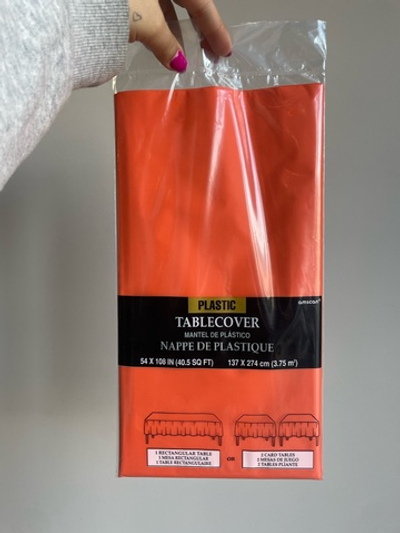 amscan
PLASTIC
TABLECOVER
MANTEL DE PLÁSTICO
NAPPE DE PLASTIQUE
54 X 108 IN (40.5 SQ FT) 137 X 274 cm (3.75 m²)
1 RECTANGULAR TABLE
1 MESA RECTANGULAR
1 TABLE RECTANGULAIRE
OR
2 CARD TABLES
2 MESAS DE JUEGO
2 TABLES PLIANTE